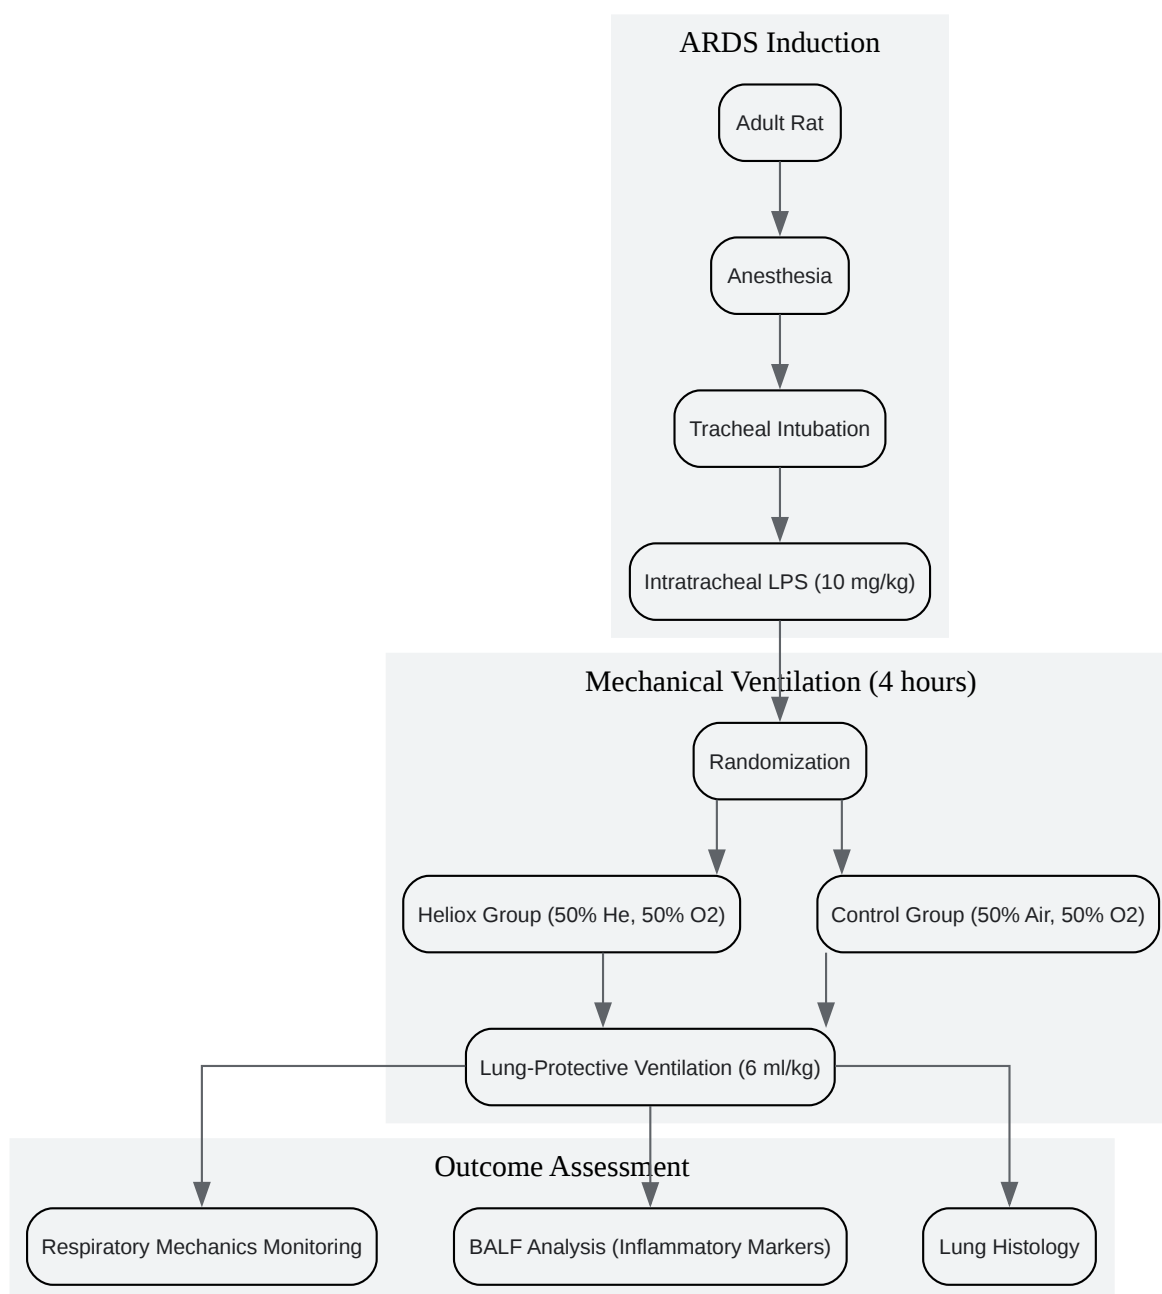 ARDS Induction
Adult Rat
Anesthesia
Tracheal Intubation
Intratracheal LPS (10 mg/kg)
Mechanical Ventilation (4 hours)
Randomization
Heliox Group (50% He, 50% O2)
Control Group (50% Air, 50% O2)
Lung-Protective Ventilation (6 ml/kg)
Outcome Assessment
Respiratory Mechanics Monitoring
BALF Analysis (Inflammatory Markers)
Lung Histology